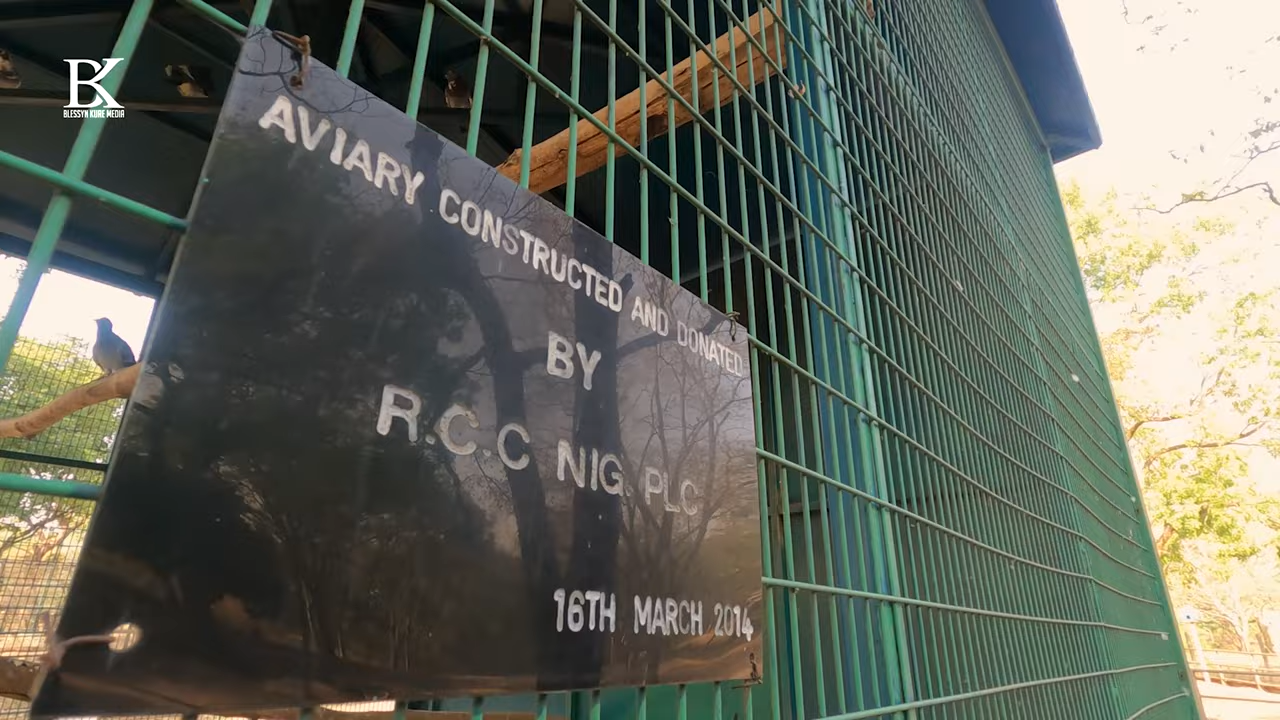 BK
BLESSYN KURE MEDIA
AVIARY CONSTRUCTED AND DONATED
BY
R.C.C NIG. PLC
16TH MARCH 2014